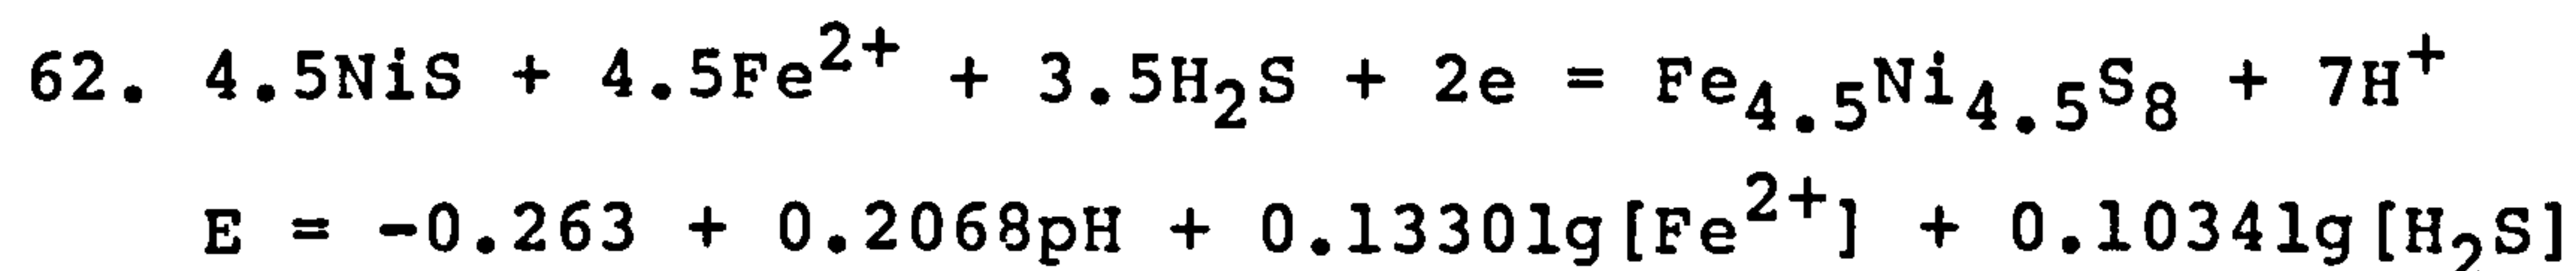 62. 4.5NiS + 4.5Fe²⁺ + 3.5H₂S + 2e = Fe₄.₅Ni₄.₅S₈ + 7H⁺
E = -0.263 + 0.2068pH + 0.1330lg[Fe²⁺] + 0.1034lg[H₂S]